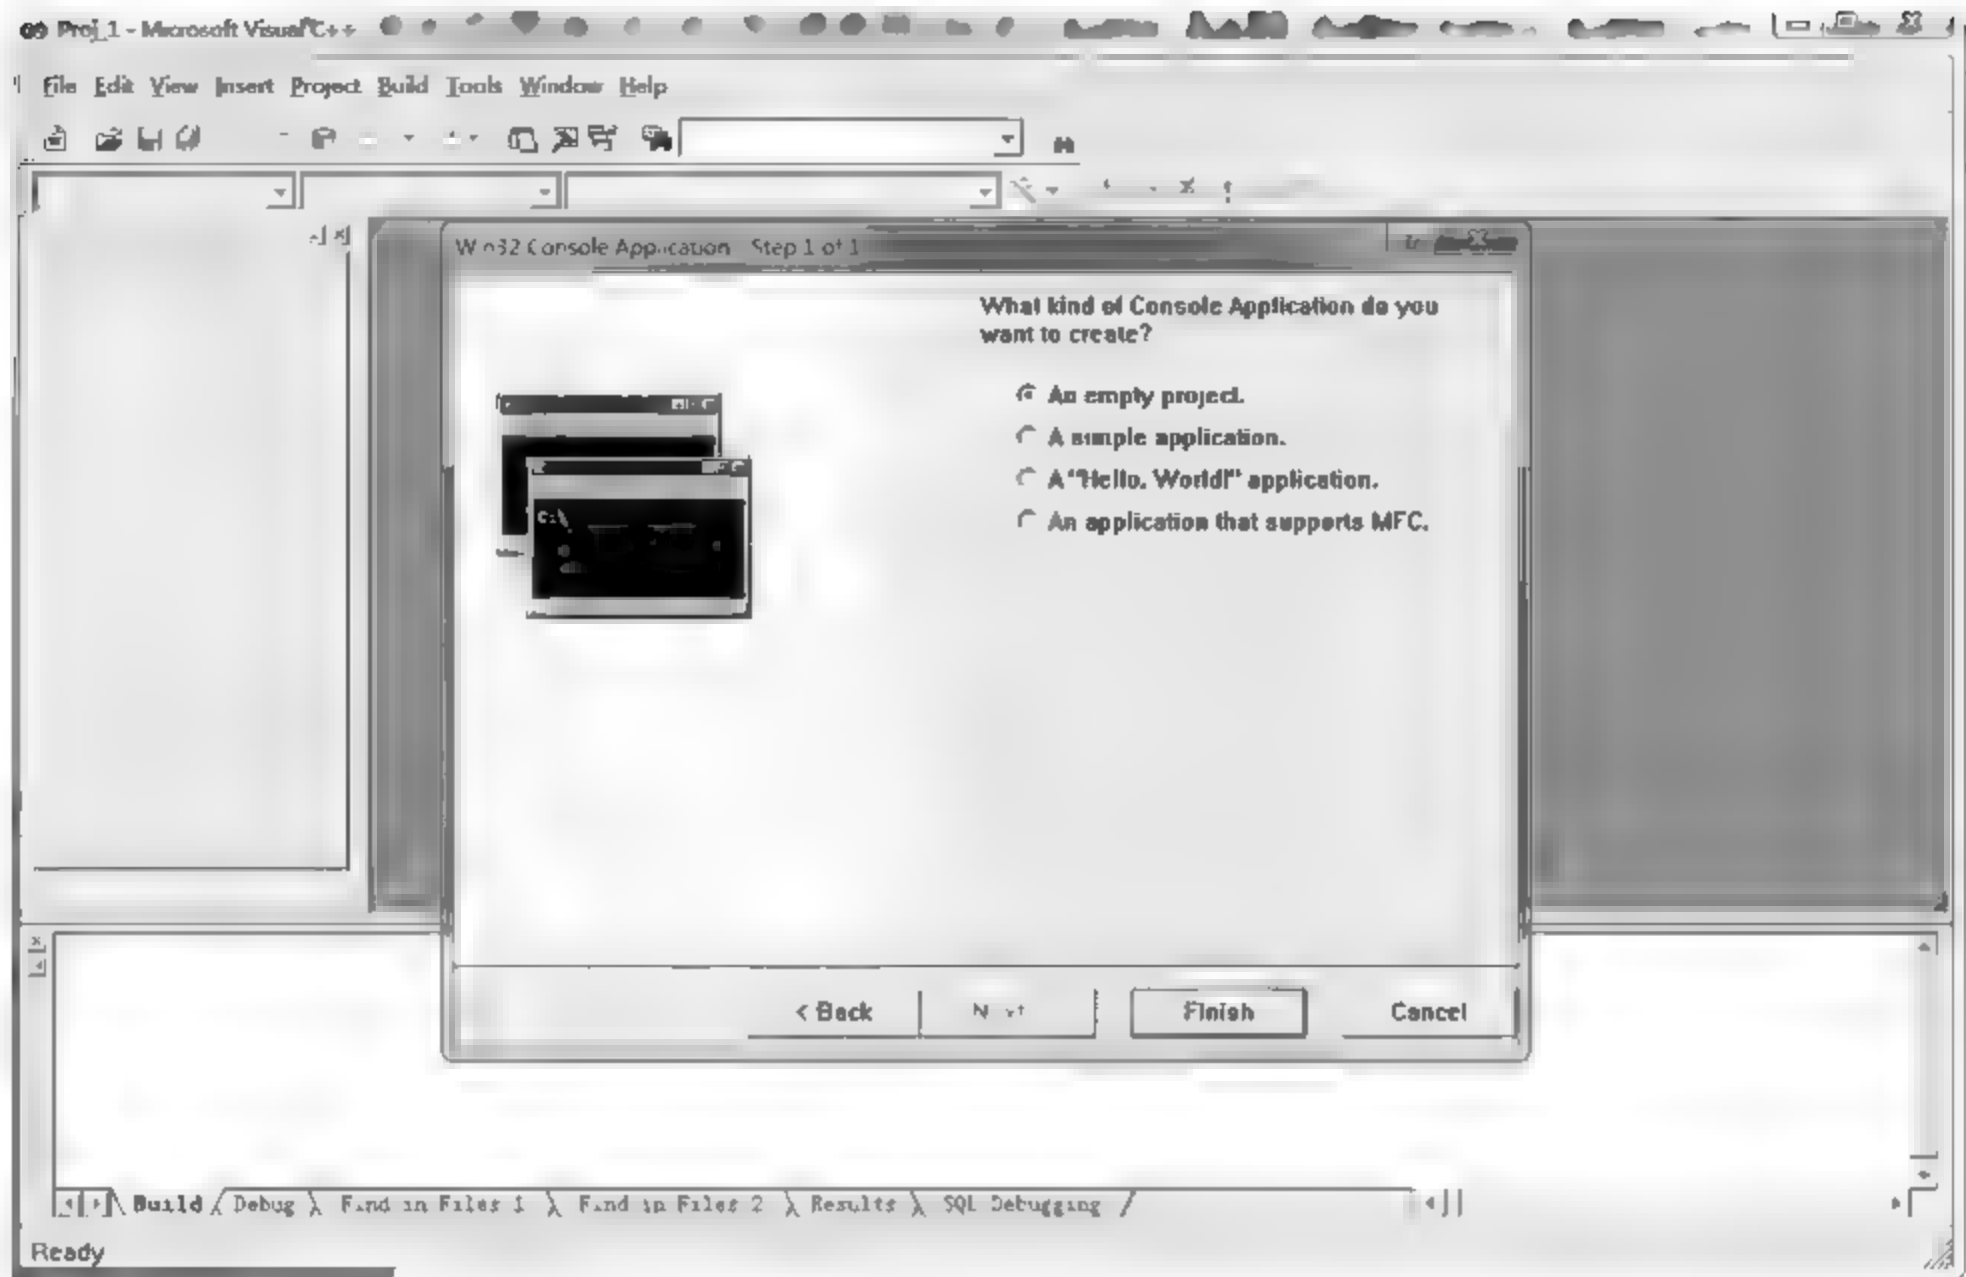 Proj_1 - Microsoft Visual C++
File Edit View Insert Project Build Tools Window Help
Win32 Console Application Step 1 of 1
What kind of Console Application do you
want to create?
An empty project.
A simple application.
A "Hello, World!" application.
An application that supports MFC.
C:\
< Back Next Finish Cancel
Build Debug Find in Files 1 Find in Files 2 Results SQL Debugging
Ready